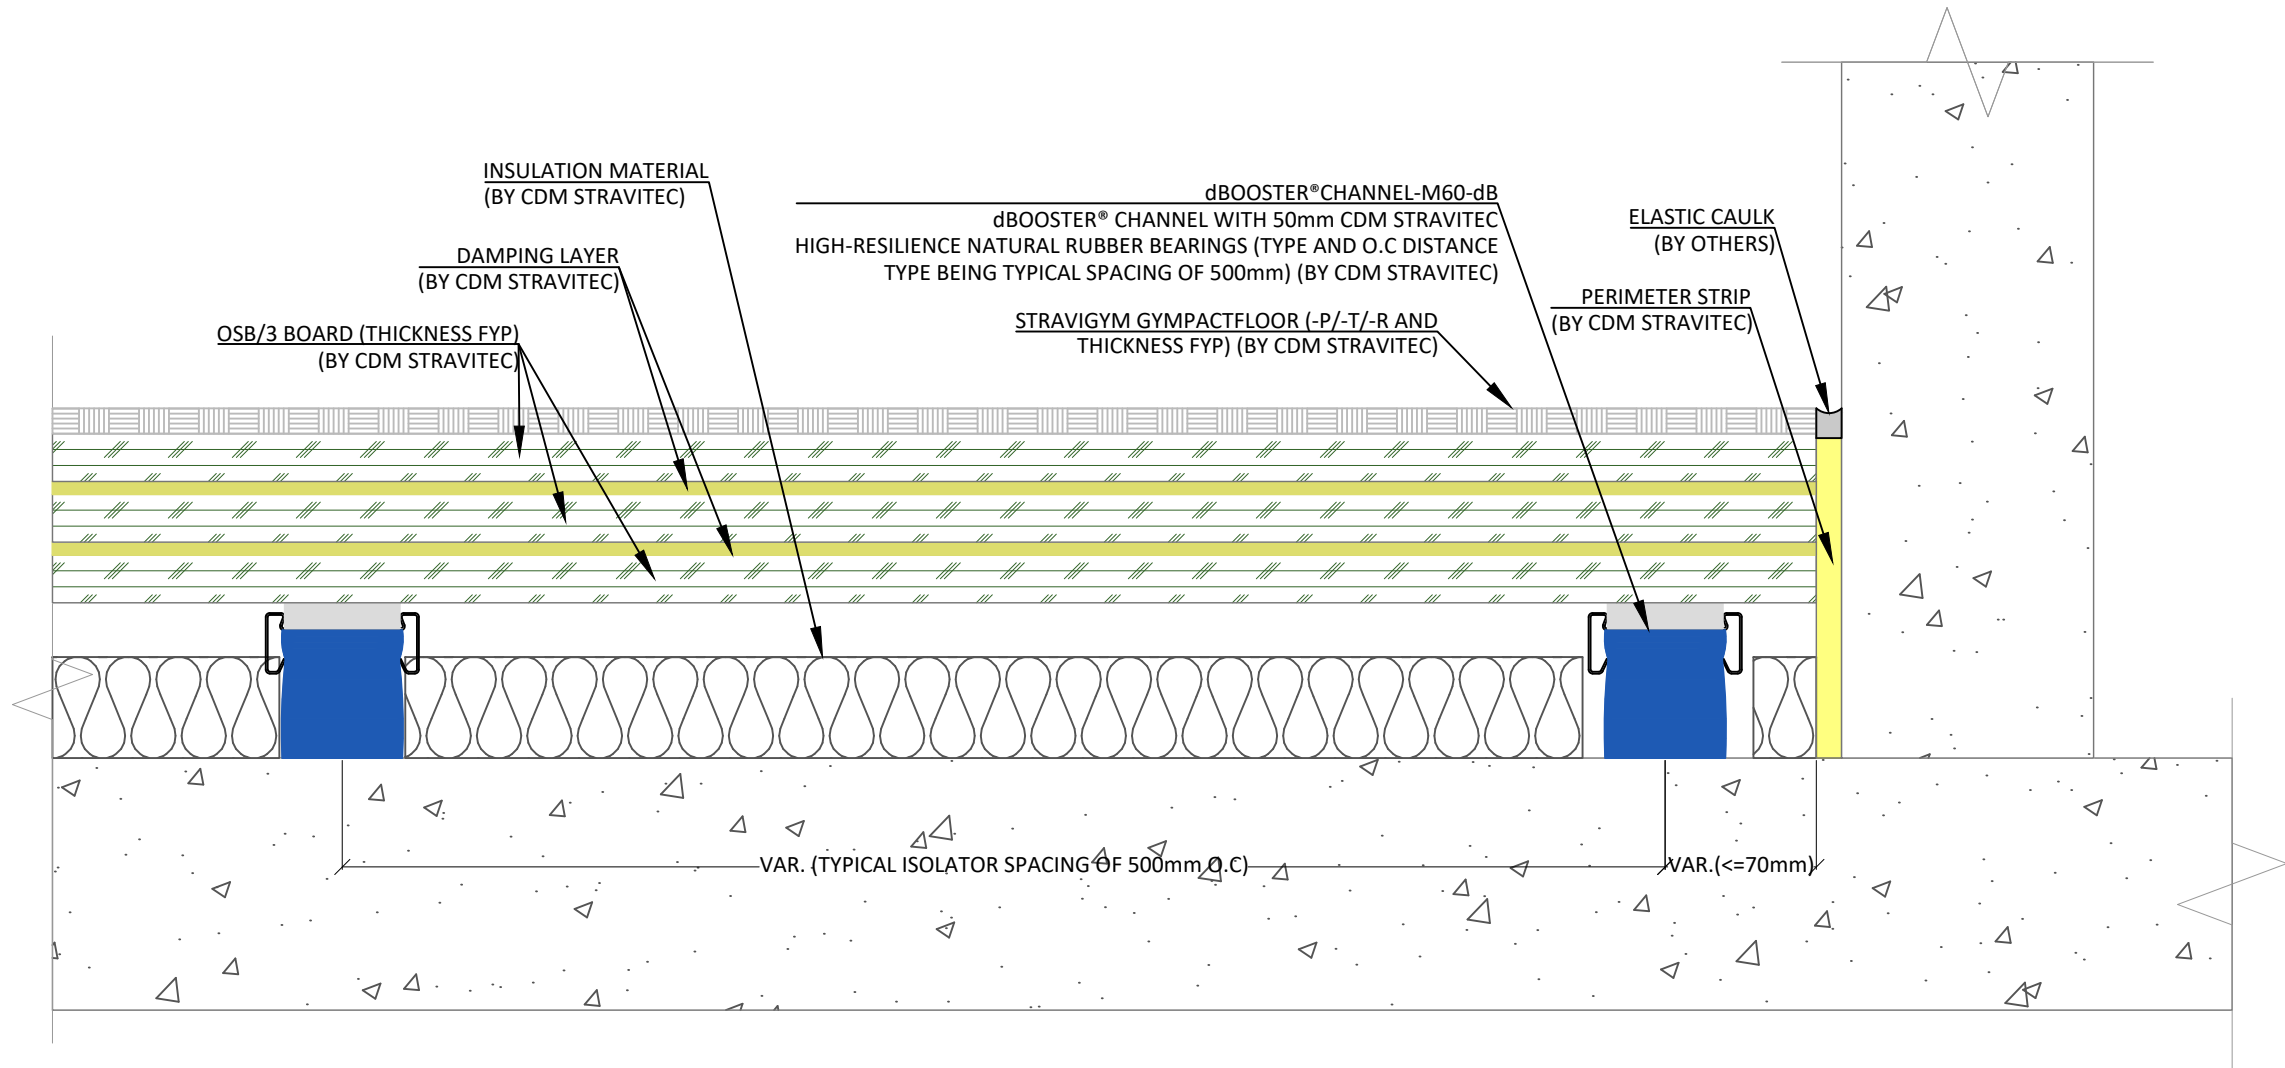 INSULATION MATERIAL
(BY CDM STRAVITEC)
dBOOSTER®CHANNEL-M60-dB
dBOOSTER® CHANNEL WITH 50mm CDM STRAVITEC
HIGH-RESILIENCE NATURAL RUBBER BEARINGS (TYPE AND O.C DISTANCE
TYPE BEING TYPICAL SPACING OF 500mm) (BY CDM STRAVITEC)
ELASTIC CAULK
(BY OTHERS)
DAMPING LAYER
(BY CDM STRAVITEC)
PERIMETER STRIP
(BY CDM STRAVITEC)
OSB/3 BOARD (THICKNESS FYP)
(BY CDM STRAVITEC)
STRAVIGYM GYMPACTFLOOR (-P/-T/-R AND
THICKNESS FYP) (BY CDM STRAVITEC)
VAR. (TYPICAL ISOLATOR SPACING OF 500mm O.C)
VAR.(<=70mm)